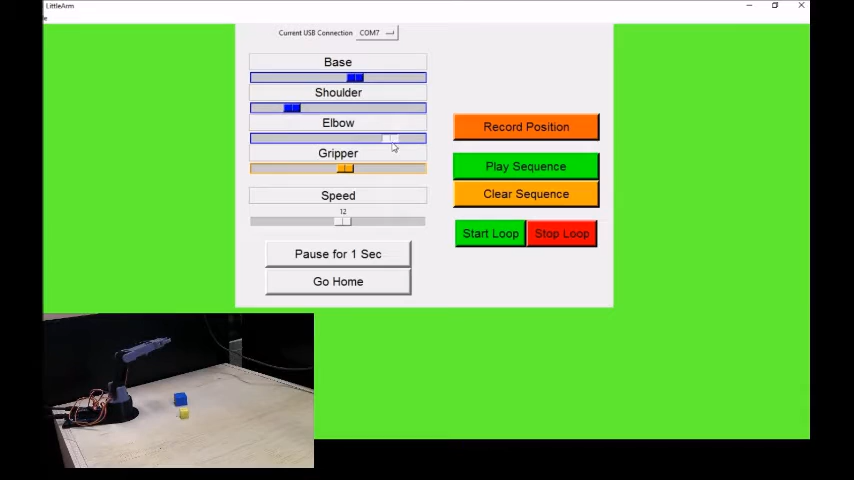 LittleArm
Current USB Connection COM7
Base
Shoulder
Elbow
Gripper
Speed
12
Pause for 1 Sec
Go Home
Record Position
Play Sequence
Clear Sequence
Start Loop Stop Loop